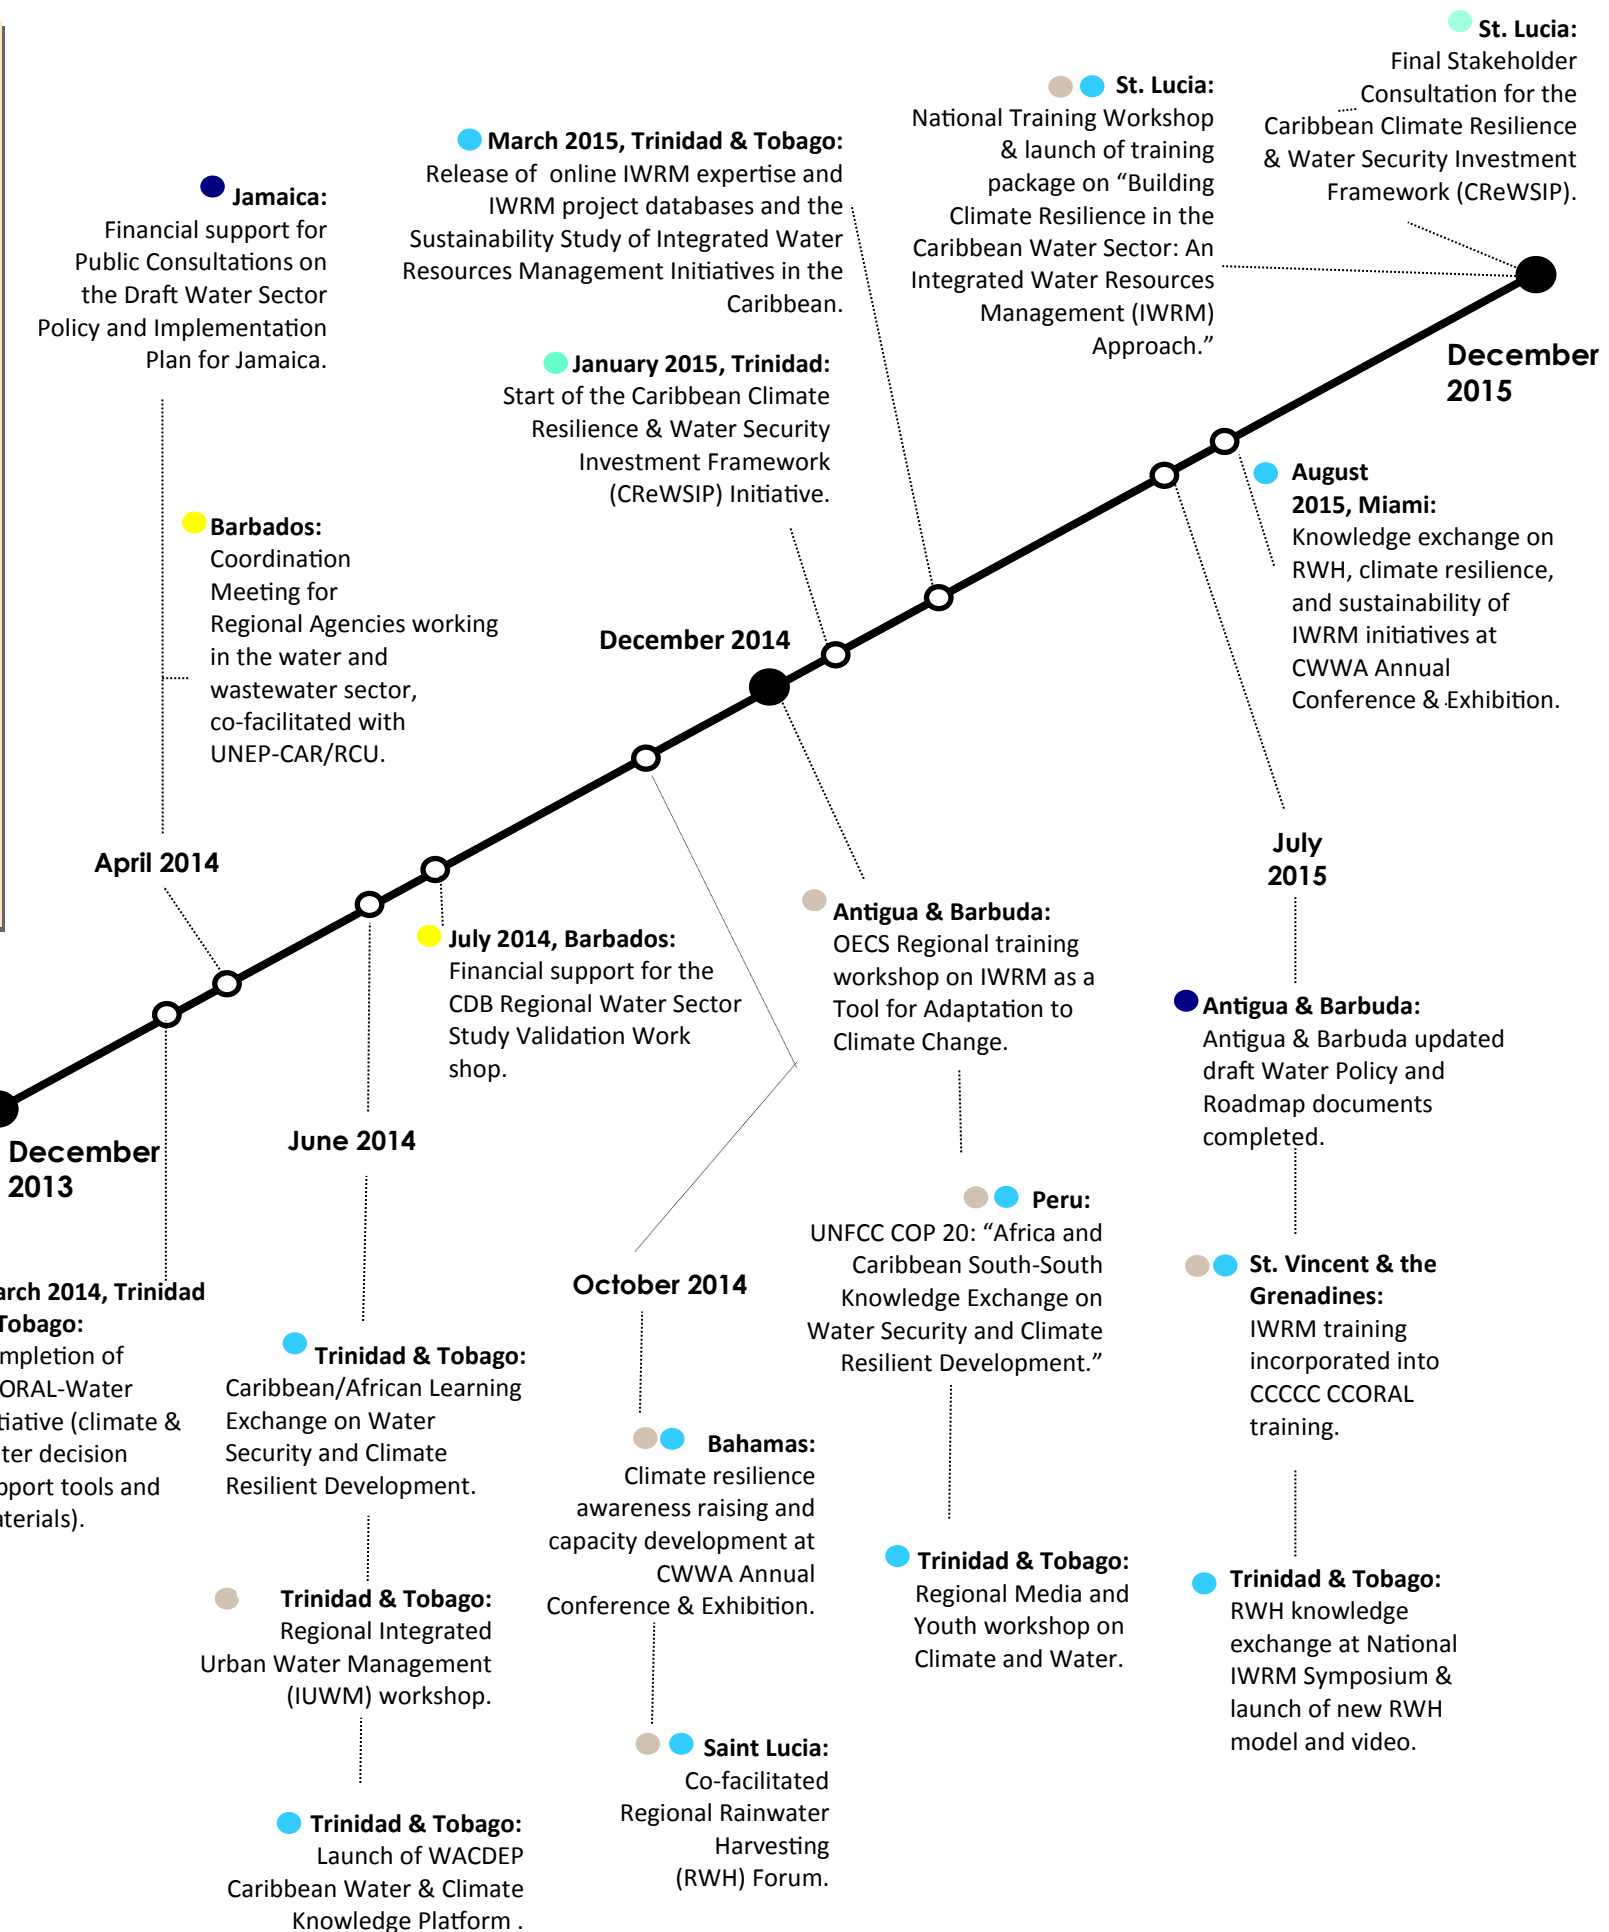 St. Lucia:
Final Stakeholder
Consultation for the
Caribbean Climate Resilience
& Water Security Investment
Framework (CReWSIP).
St. Lucia:
National Training Workshop
& launch of training
package on “Building
Climate Resilience in the
Caribbean Water Sector: An
Integrated Water Resources
Management (IWRM)
Approach.”
March 2015, Trinidad & Tobago:
Release of online IWRM expertise and
IWRM project databases and the
Sustainability Study of Integrated Water
Resources Management Initiatives in the
Caribbean.
Jamaica:
Financial support for
Public Consultations on
the Draft Water Sector
Policy and Implementation
Plan for Jamaica.
January 2015, Trinidad:
Start of the Caribbean Climate
Resilience & Water Security
Investment Framework
(CReWSIP) Initiative.
December
2015
August
2015, Miami:
Knowledge exchange on
RWH, climate resilience,
and sustainability of
IWRM initiatives at
CWWA Annual
Conference & Exhibition.
Barbados:
Coordination
Meeting for
Regional Agencies working
in the water and
wastewater sector,
co-facilitated with
UNEP-CAR/RCU.
December 2014
April 2014
July
2015
July 2014, Barbados:
Financial support for the
CDB Regional Water Sector
Study Validation Work
shop.
Antigua & Barbuda:
OECS Regional training
workshop on IWRM as a
Tool for Adaptation to
Climate Change.
Antigua & Barbuda:
Antigua & Barbuda updated
draft Water Policy and
Roadmap documents
completed.
December
2013
June 2014
Peru:
UNFCC COP 20: “Africa and
Caribbean South-South
Knowledge Exchange on
Water Security and Climate
Resilient Development.”
October 2014
St. Vincent & the
Grenadines:
IWRM training
incorporated into
CCCCC CCORAL
training.
arch 2014, Trinidad
Tobago:
mpletion of
ORAL-Water
tiative (climate &
ter decision
pport tools and
aterials).
Trinidad & Tobago:
Caribbean/African Learning
Exchange on Water
Security and Climate
Resilient Development.
Bahamas:
Climate resilience
awareness raising and
capacity development at
CWWA Annual
Conference & Exhibition.
Trinidad & Tobago:
Regional Media and
Youth workshop on
Climate and Water.
Trinidad & Tobago:
RWH knowledge
exchange at National
IWRM Symposium &
launch of new RWH
model and video.
Trinidad & Tobago:
Regional Integrated
Urban Water Management
(IUWM) workshop.
Saint Lucia:
Co-facilitated
Regional Rainwater
Harvesting
(RWH) Forum.
Trinidad & Tobago:
Launch of WACDEP
Caribbean Water & Climate
Knowledge Platform .